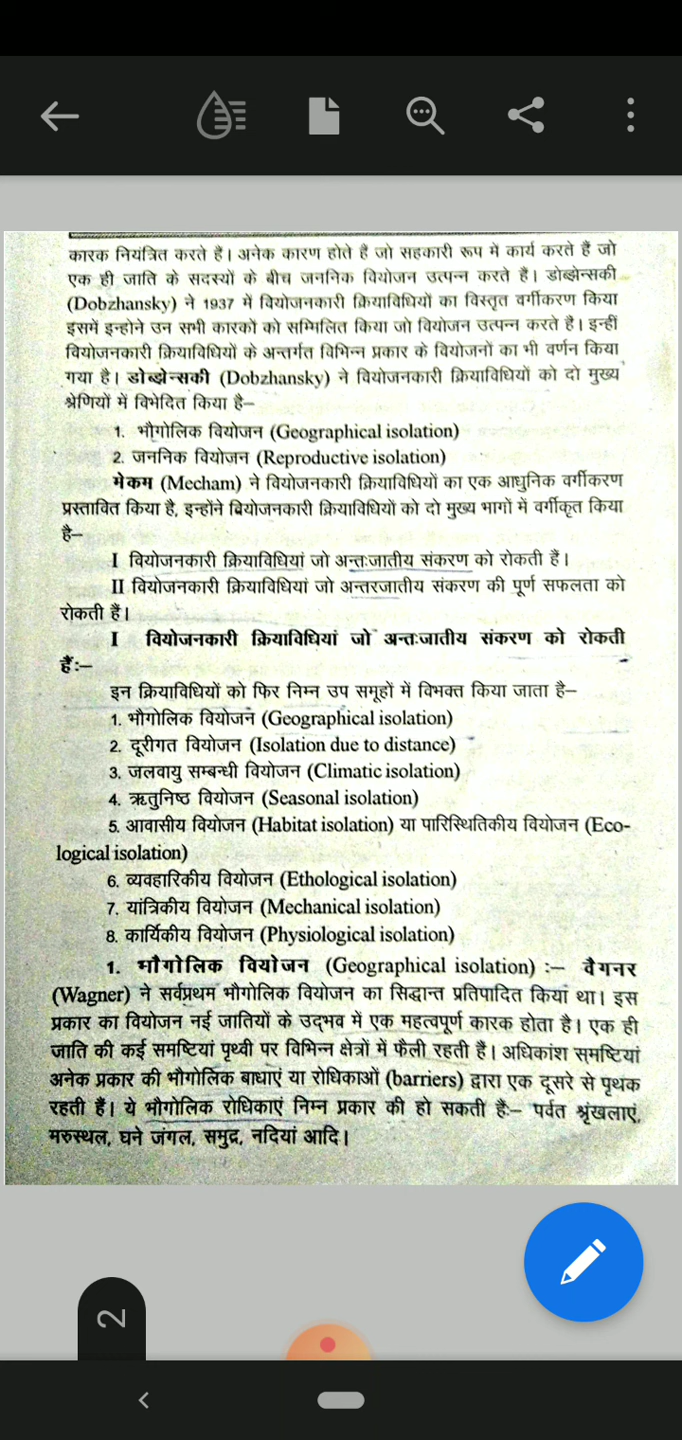 कारक नियंत्रित करते हैं। अनेक कारण होते हैं जो सहकारी रूप में कार्य करते हैं जो
एक ही जाति के सदस्यों के बीच जननिक वियोजन उत्पन्न करते हैं। डोब्झेन्सकी
(Dobzhansky) ने 1937 में वियोजनकारी क्रियाविधियों का विस्तृत वर्गीकरण किया
इसमें इन्होने उन सभी कारकों को सम्मिलित किया जो वियोजन उत्पन्न करते है। इन्हीं
वियोजनकारी क्रियाविधियों के अन्तर्गत विभिन्न प्रकार के वियोजनों का भी वर्णन किया
गया है। डोब्झेन्सकी (Dobzhansky) ने वियोजनकारी क्रियाविधियों को दो मुख्य
श्रेणियों में विभेदित किया है–
1. भौगोलिक वियोजन (Geographical isolation)
2. जननिक वियोजन (Reproductive isolation)
मेकम (Mecham) ने वियोजनकारी क्रियाविधियों का एक आधुनिक वर्गीकरण
प्रस्तावित किया है, इन्होंने वियोजनकारी क्रियाविधियों को दो मुख्य भागों में वर्गीकृत किया
है–
I वियोजनकारी क्रियाविधियां जो अन्तःजातीय संकरण को रोकती हैं।
II वियोजनकारी क्रियाविधियां जो अन्तरजातीय संकरण की पूर्ण सफलता को
रोकती हैं।
I वियोजनकारी क्रियाविधियां जो अन्तःजातीय संकरण को रोकती
हैं:–
इन क्रियाविधियों को फिर निम्न उप समूहों में विभक्त किया जाता है–
1. भौगोलिक वियोजन (Geographical isolation)
2. दूरीगत वियोजन (Isolation due to distance)
3. जलवायु सम्बन्धी वियोजन (Climatic isolation)
4. ऋतुनिष्ठ वियोजन (Seasonal isolation)
5. आवासीय वियोजन (Habitat isolation) या पारिस्थितिकीय वियोजन (Eco-
logical isolation)
6. व्यवहारिकीय वियोजन (Ethological isolation)
7. यांत्रिकीय वियोजन (Mechanical isolation)
8. कार्यिकीय वियोजन (Physiological isolation)
1. भौगोलिक वियोजन (Geographical isolation) :– वैगनर
(Wagner) ने सर्वप्रथम भौगोलिक वियोजन का सिद्धान्त प्रतिपादित किया था। इस
प्रकार का वियोजन नई जातियों के उद्भव में एक महत्वपूर्ण कारक होता है। एक ही
जाति की कई समष्टियां पृथ्वी पर विभिन्न क्षेत्रों में फैली रहती हैं। अधिकांश समष्टियां
अनेक प्रकार की भौगोलिक बाधाएं या रोधिकाओं (barriers) द्वारा एक दूसरे से पृथक
रहती हैं। ये भौगोलिक रोधिकाएं निम्न प्रकार की हो सकती हैः– पर्वत श्रृंखलाएं,
मरुस्थल, घने जंगल, समुद्र, नदियां आदि।
2